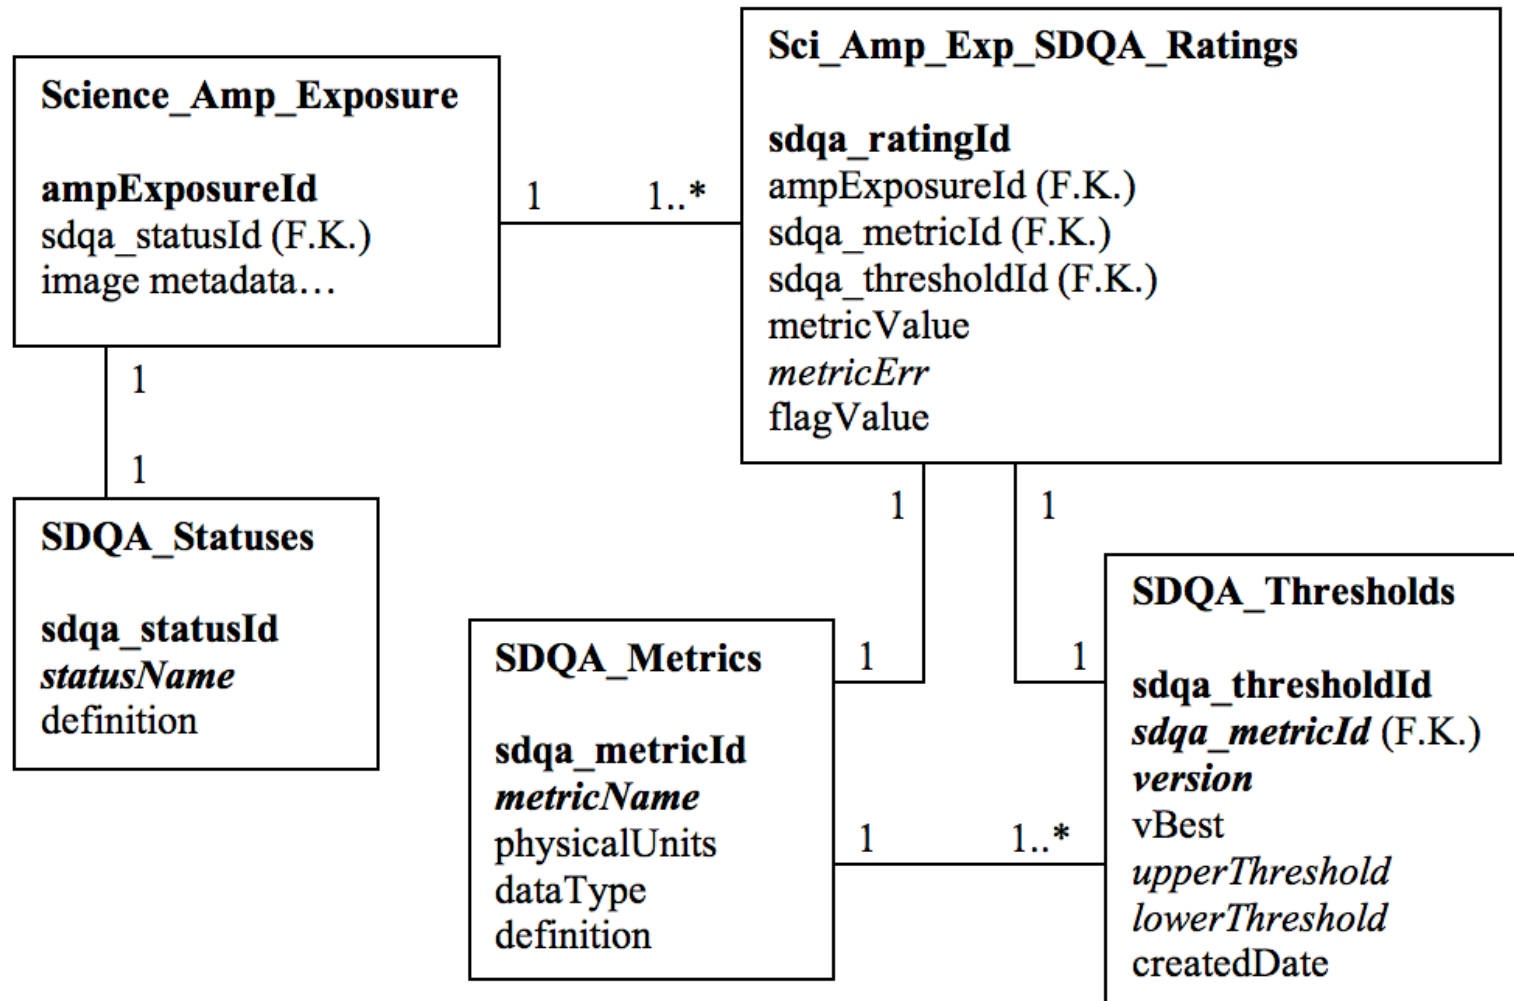 Science_Amp_Exposure
ampExposureId
sdqa_statusId (F.K.)
image metadata…
1
1..*
Sci_Amp_Exp_SDQA_Ratings
sdqa_ratingId
ampExposureId (F.K.)
sdqa_metricId (F.K.)
sdqa_thresholdId (F.K.)
metricValue
metricErr
flagValue
1
1
SDQA_Statuses
sdqa_statusId
statusName
definition
1
1
1
1
SDQA_Metrics
sdqa_metricId
metricName
physicalUnits
dataType
definition
1
1..*
SDQA_Thresholds
sdqa_thresholdId
sdqa_metricId (F.K.)
version
vBest
upperThreshold
lowerThreshold
createdDate